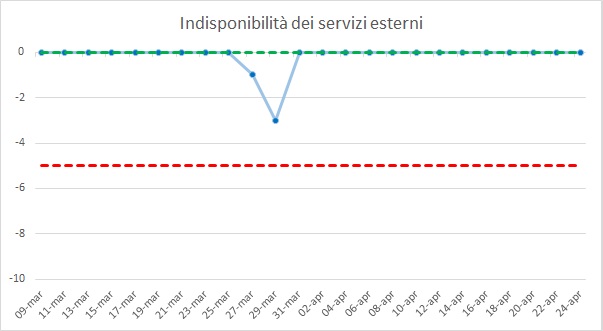 Indisponibilità dei servizi esterni
0
-2
-4
-6
-8
-10
09-mar
11-mar
13-mar
15-mar
17-mar
19-mar
21-mar
23-mar
25-mar
27-mar
29-mar
31-mar
02-apr
04-apr
06-apr
08-apr
10-apr
12-apr
14-apr
16-apr
18-apr
20-apr
22-apr
24-apr